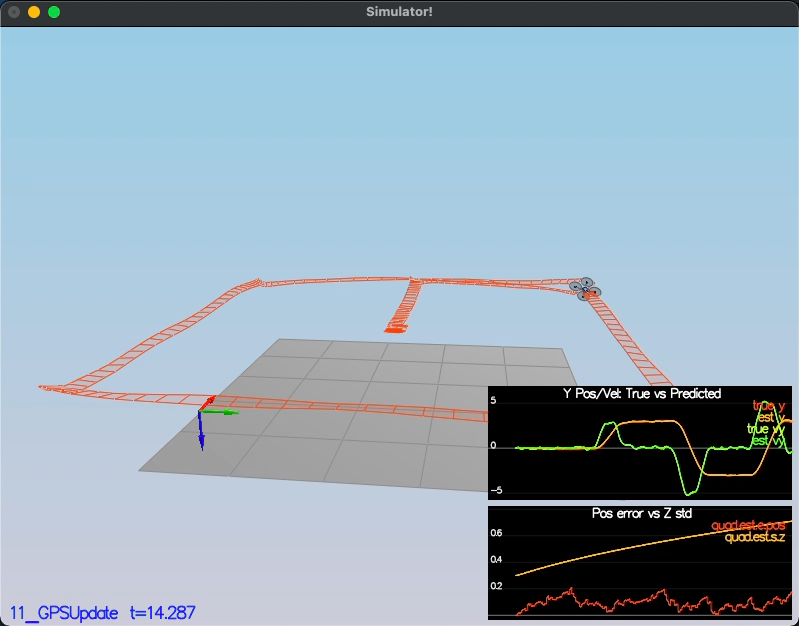 Simulator!
Y Pos/Vel: True vs Predicted
5
true y
est y
true vy
est vy
0
-5
Pos error vs Z std
quad.est.e.pos
quad.est.s.z
0.6
0.4
0.2
11_GPSUpdate t=14.287